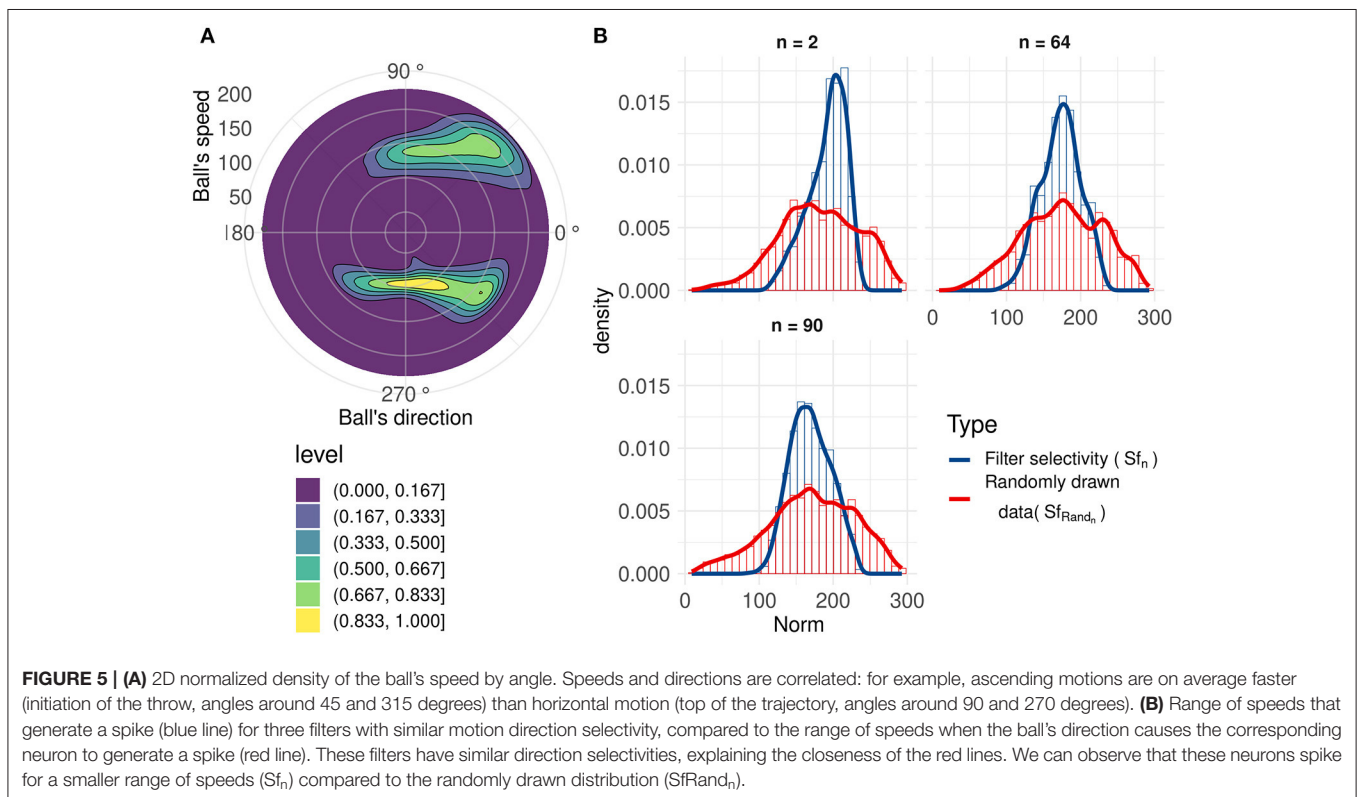 A
90 °
200
150
100
50
Ball's speed
180
0 °
270 °
Ball's direction
level
(0.000, 0.167]
(0.167, 0.333]
(0.333, 0.500]
(0.500, 0.667]
(0.667, 0.833]
(0.833, 1.000]
B
n = 2
n = 64
0.015
0.010
0.005
0.000
0 100 200 300
n = 90
density
0.015
0.010
0.005
0.000
0 100 200 300
Norm
Type
Filter selectivity ( Sfn )
Randomly drawn
data( SfRandn )
FIGURE 5 | (A) 2D normalized density of the ball's speed by angle. Speeds and directions are correlated: for example, ascending motions are on average faster
(initiation of the throw, angles around 45 and 315 degrees) than horizontal motion (top of the trajectory, angles around 90 and 270 degrees). (B) Range of speeds that
generate a spike (blue line) for three filters with similar motion direction selectivity, compared to the range of speeds when the ball's direction causes the corresponding
neuron to generate a spike (red line). These filters have similar direction selectivities, explaining the closeness of the red lines. We can observe that these neurons spike
for a smaller range of speeds (Sfn) compared to the randomly drawn distribution (SfRandn).